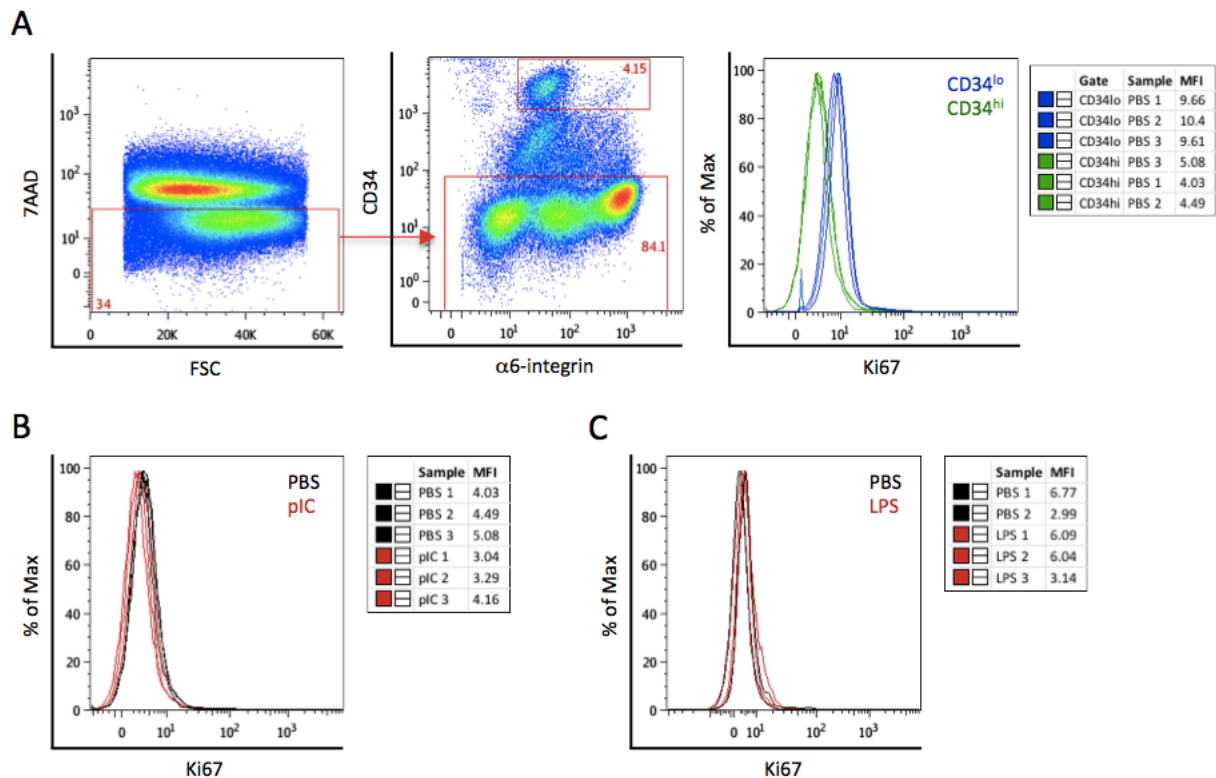 A
7AAD
10³
10²
10¹
0
34
0 20K 40K 60K
FSC
CD34
10³
10²
10¹
10⁰
0
4.15
84.1
0 10¹ 10² 10³
α6-integrin
% of Max
100
80
60
40
20
0
CD34ˡᵒ
CD34ʰⁱ
0 10¹ 10² 10³
Ki67
Gate Sample MFI
CD34lo PBS 1 9.66
CD34lo PBS 2 10.4
CD34lo PBS 3 9.61
CD34hi PBS 3 5.08
CD34hi PBS 1 4.03
CD34hi PBS 2 4.49
B
% of Max
100
80
60
40
20
0
PBS
pIC
0 10¹ 10² 10³
Ki67
Sample MFI
PBS 1 4.03
PBS 2 4.49
PBS 3 5.08
pIC 1 3.04
pIC 2 3.29
pIC 3 4.16
C
% of Max
100
80
60
40
20
0
PBS
LPS
0 10¹ 10² 10³
Ki67
Sample MFI
PBS 1 6.77
PBS 2 2.99
LPS 1 6.09
LPS 2 6.04
LPS 3 3.14